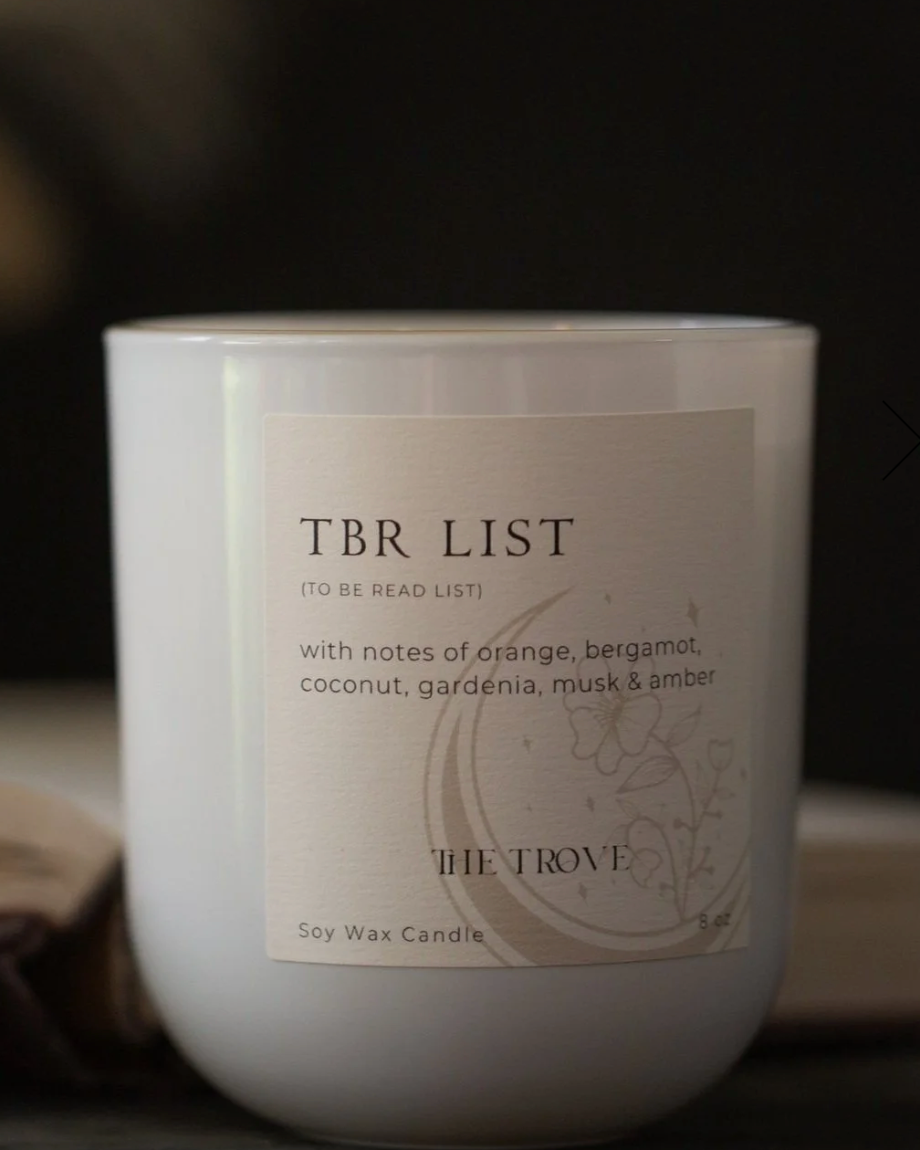 TBR LIST
(TO BE READ LIST)
with notes of orange, bergamot,
coconut, gardenia, musk & amber
THE TROVE
Soy Wax Candle
8 oz